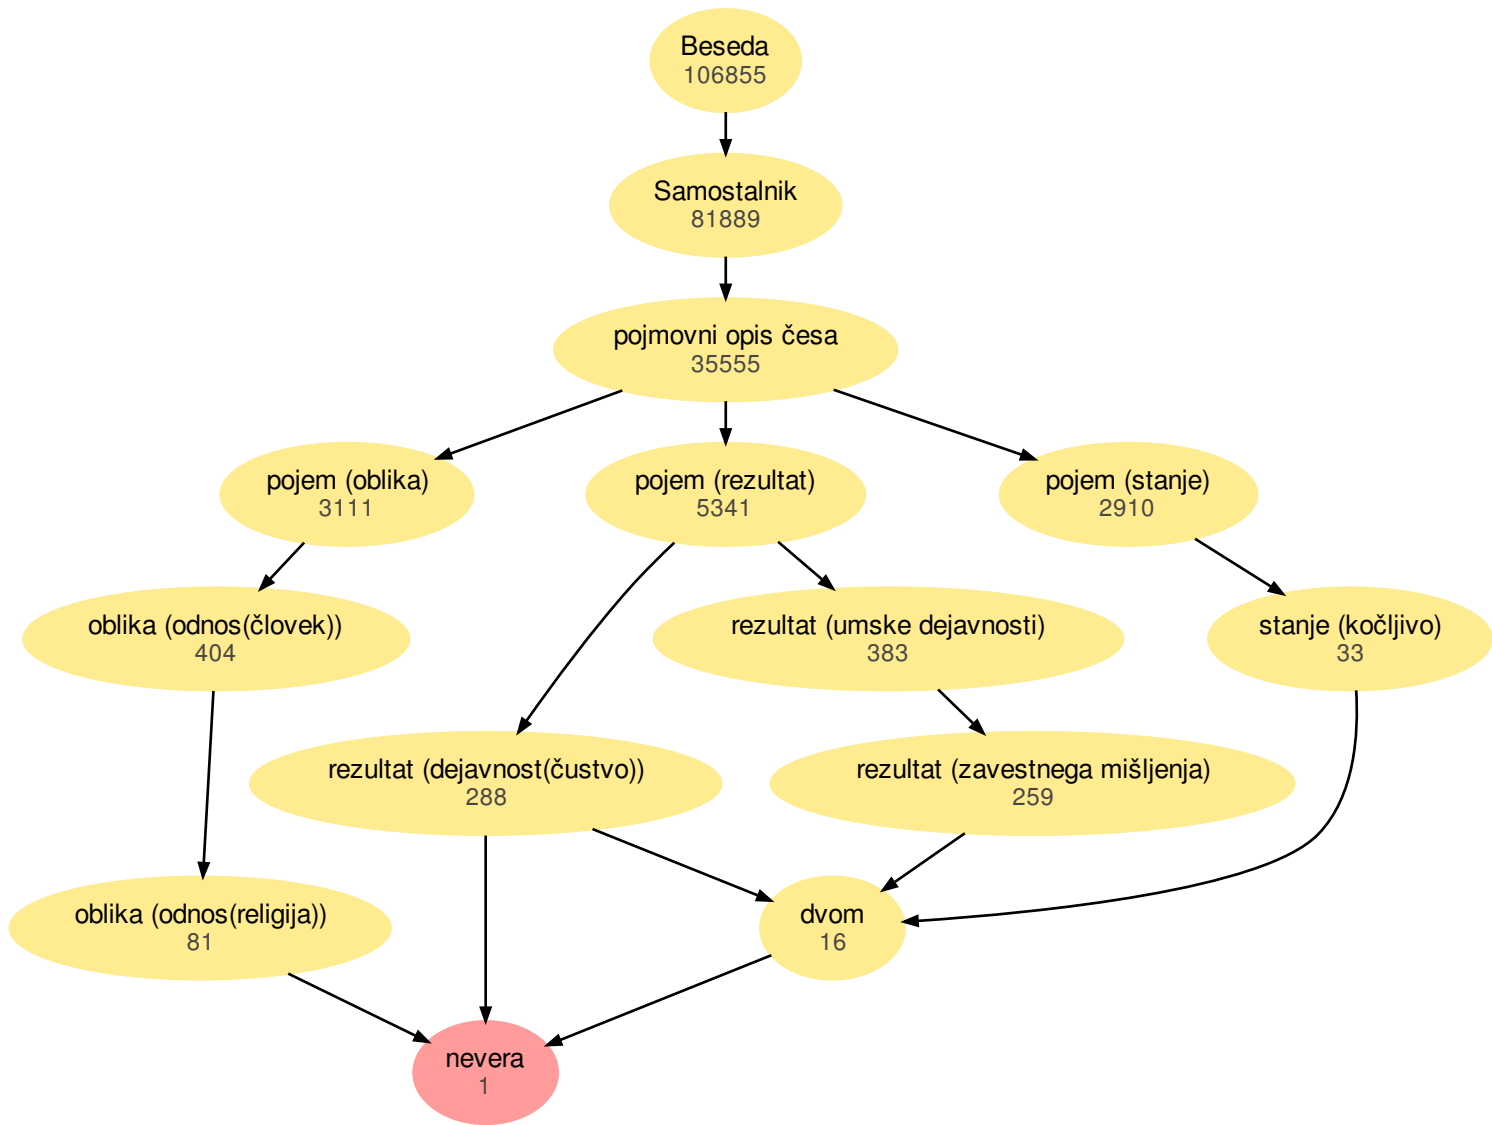 Beseda
106855
Samostalnik
81889
pojmovni opis česa
35555
pojem (oblika)
3111
pojem (rezultat)
5341
pojem (stanje)
2910
oblika (odnos(človek))
404
rezultat (umske dejavnosti)
383
stanje (kočljivo)
33
rezultat (dejavnost(čustvo))
288
rezultat (zavestnega mišljenja)
259
oblika (odnos(religija))
81
dvom
16
nevera
1